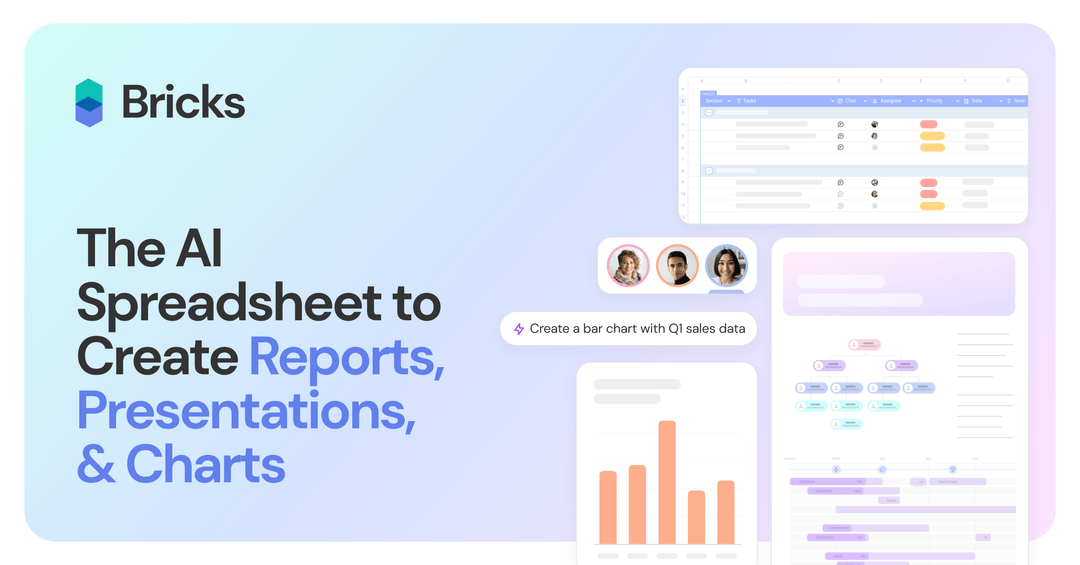 Bricks
The AI
Spreadsheet to
Create Reports,
Presentations,
& Charts
A B C D E F G
Section Tasks Chat Assignee Priority Date Note
Create a bar chart with Q1 sales data